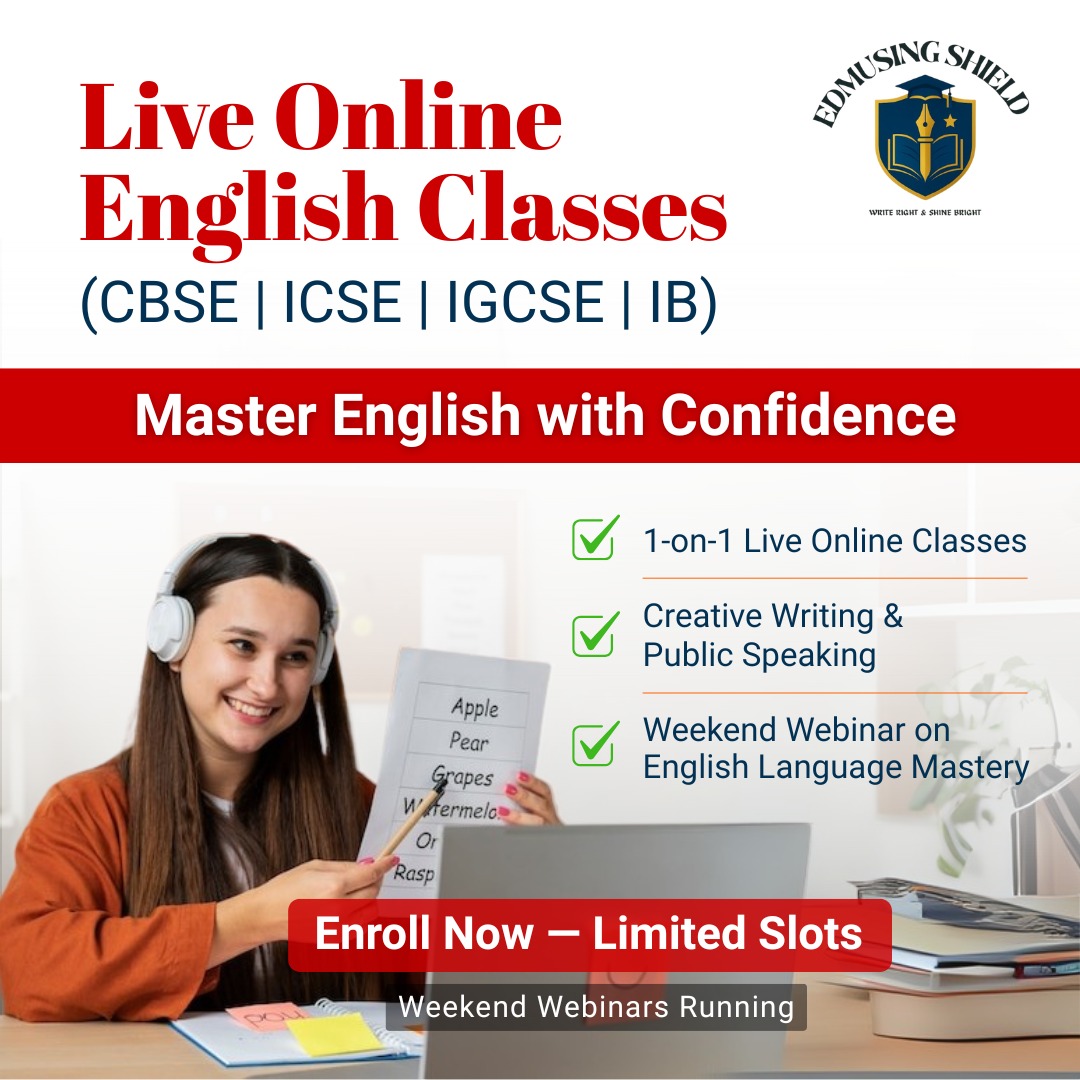 EDMUSING SHIELD
WRITE RIGHT & SHINE BRIGHT
Live Online
English Classes
(CBSE | ICSE | IGCSE | IB)
Master English with Confidence
1-on-1 Live Online Classes
Creative Writing &
Public Speaking
Weekend Webinar on
English Language Mastery
Apple
Pear
Grapes
Enroll Now — Limited Slots
Weekend Webinars Running